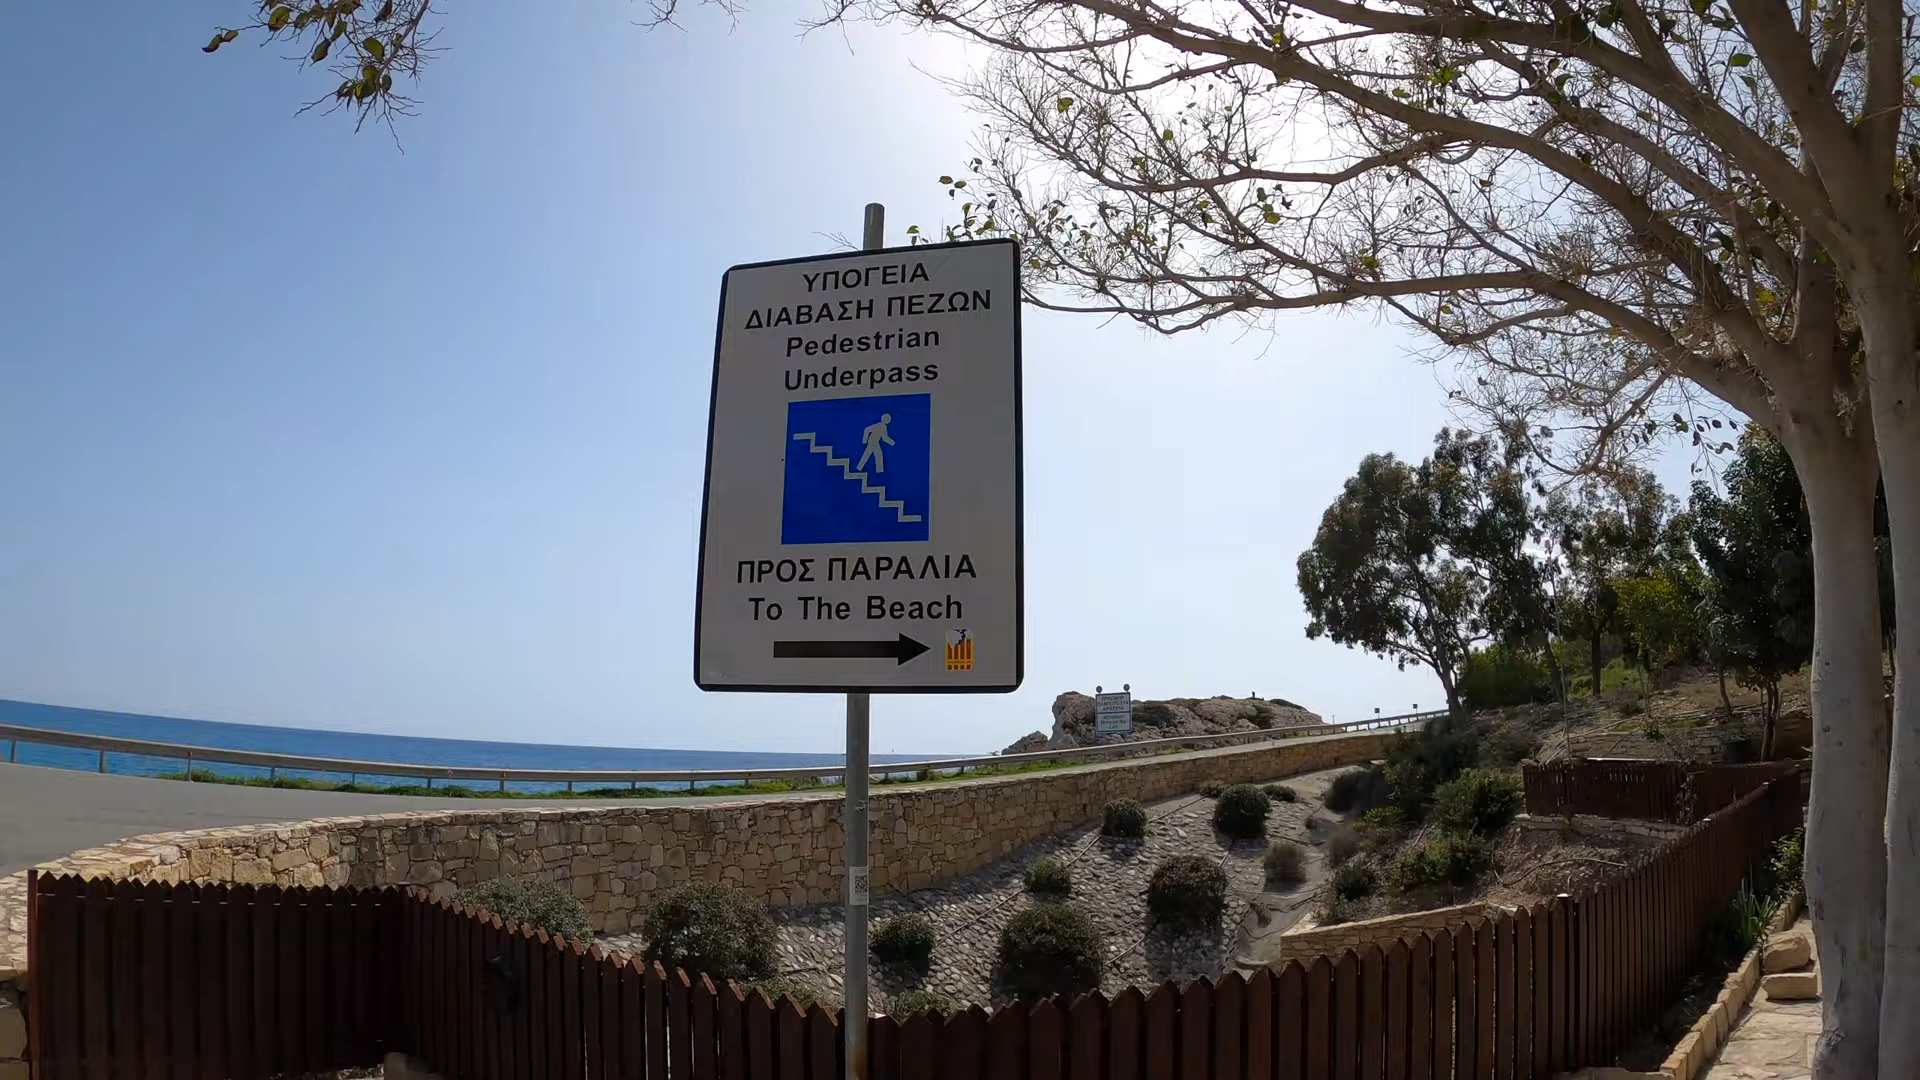 ΥΠΟΓΕΙΑ
ΔΙΑΒΑΣΗ ΠΕΖΩΝ
Pedestrian
Underpass
ΠΡΟΣ ΠΑΡΑΛΙΑ
To The Beach